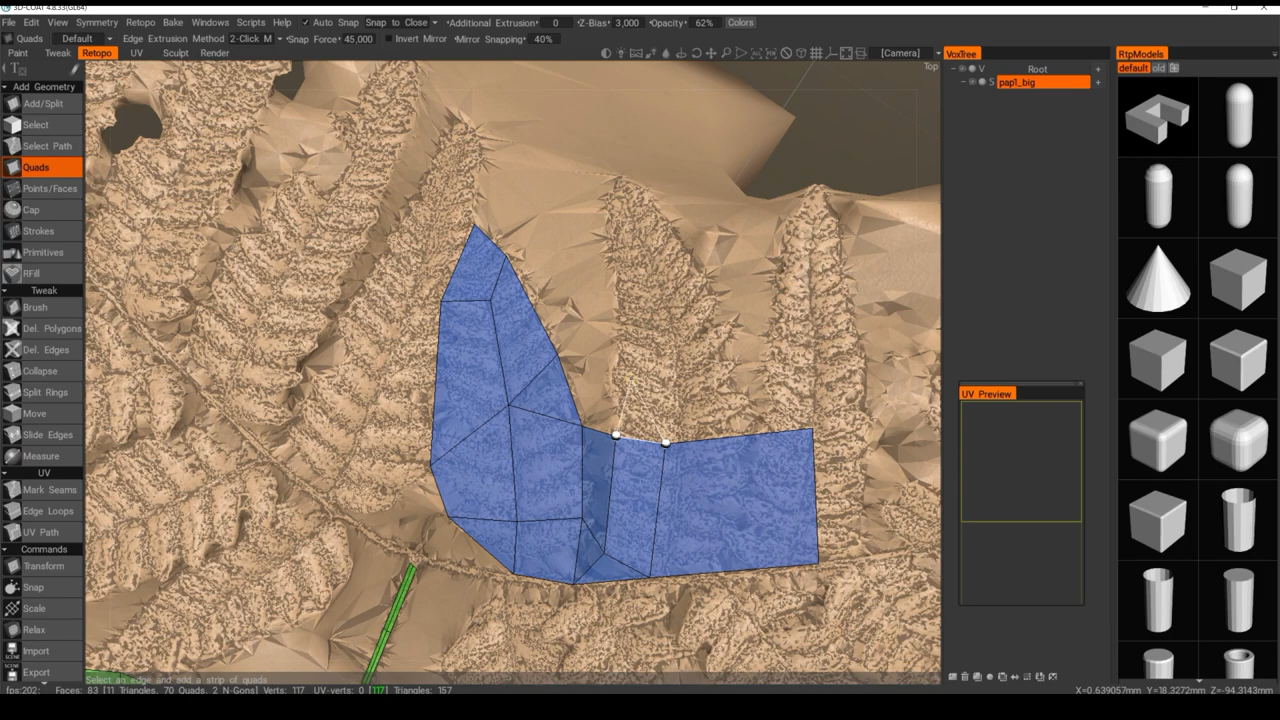 3D-COAT 4.8.33(GL64)
File Edit View Symmetry Retopo Bake Windows Scripts Help Auto Snap Snap to Close Additional Extrusion 0 Z-Bias 3,000 Opacity 62% Colors
Quads Default Edge Extrusion Method 2-Click M Snap Force 45,000 Invert Mirror Mirror Snapping 40%
Paint Tweak Retopo UV Sculpt Render [Camera] VoxTree RtpModels
Top
V Root +
default old
S pap1_big +
Add Geometry
Add/Split
Select
Select Path
Quads
Points/Faces
Cap
Strokes
Primitives
RFill
Tweak
Brush
Del. Polygons
Del. Edges
Collapse
Split Rings
Move
Slide Edges
Measure
UV
Mark Seams
Edge Loops
UV Path
Commands
Transform
Snap
Scale
Relax
Import
Export
UV Preview
Select an edge and add a strip of quads
fps:202: Faces: 83 [11 Triangles, 70 Quads, 2 N-Gons] Verts: 117 UV-verts: 0 [117] Triangles: 157
X=0.639057mm Y=18.3272mm Z=-94.3143mm